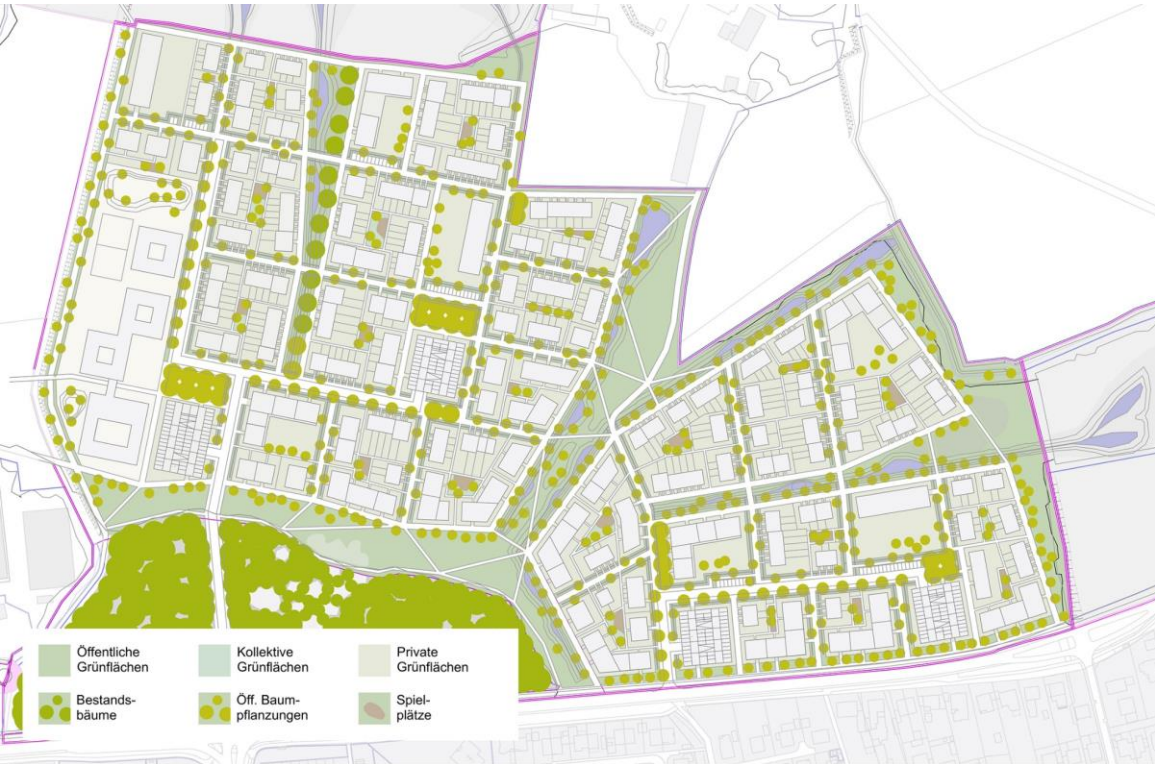 Öffentliche
Grünflächen
Kollektive
Grünflächen
Private
Grünflächen
Bestands-
bäume
Öff. Baum-
pflanzungen
Spiel-
plätze